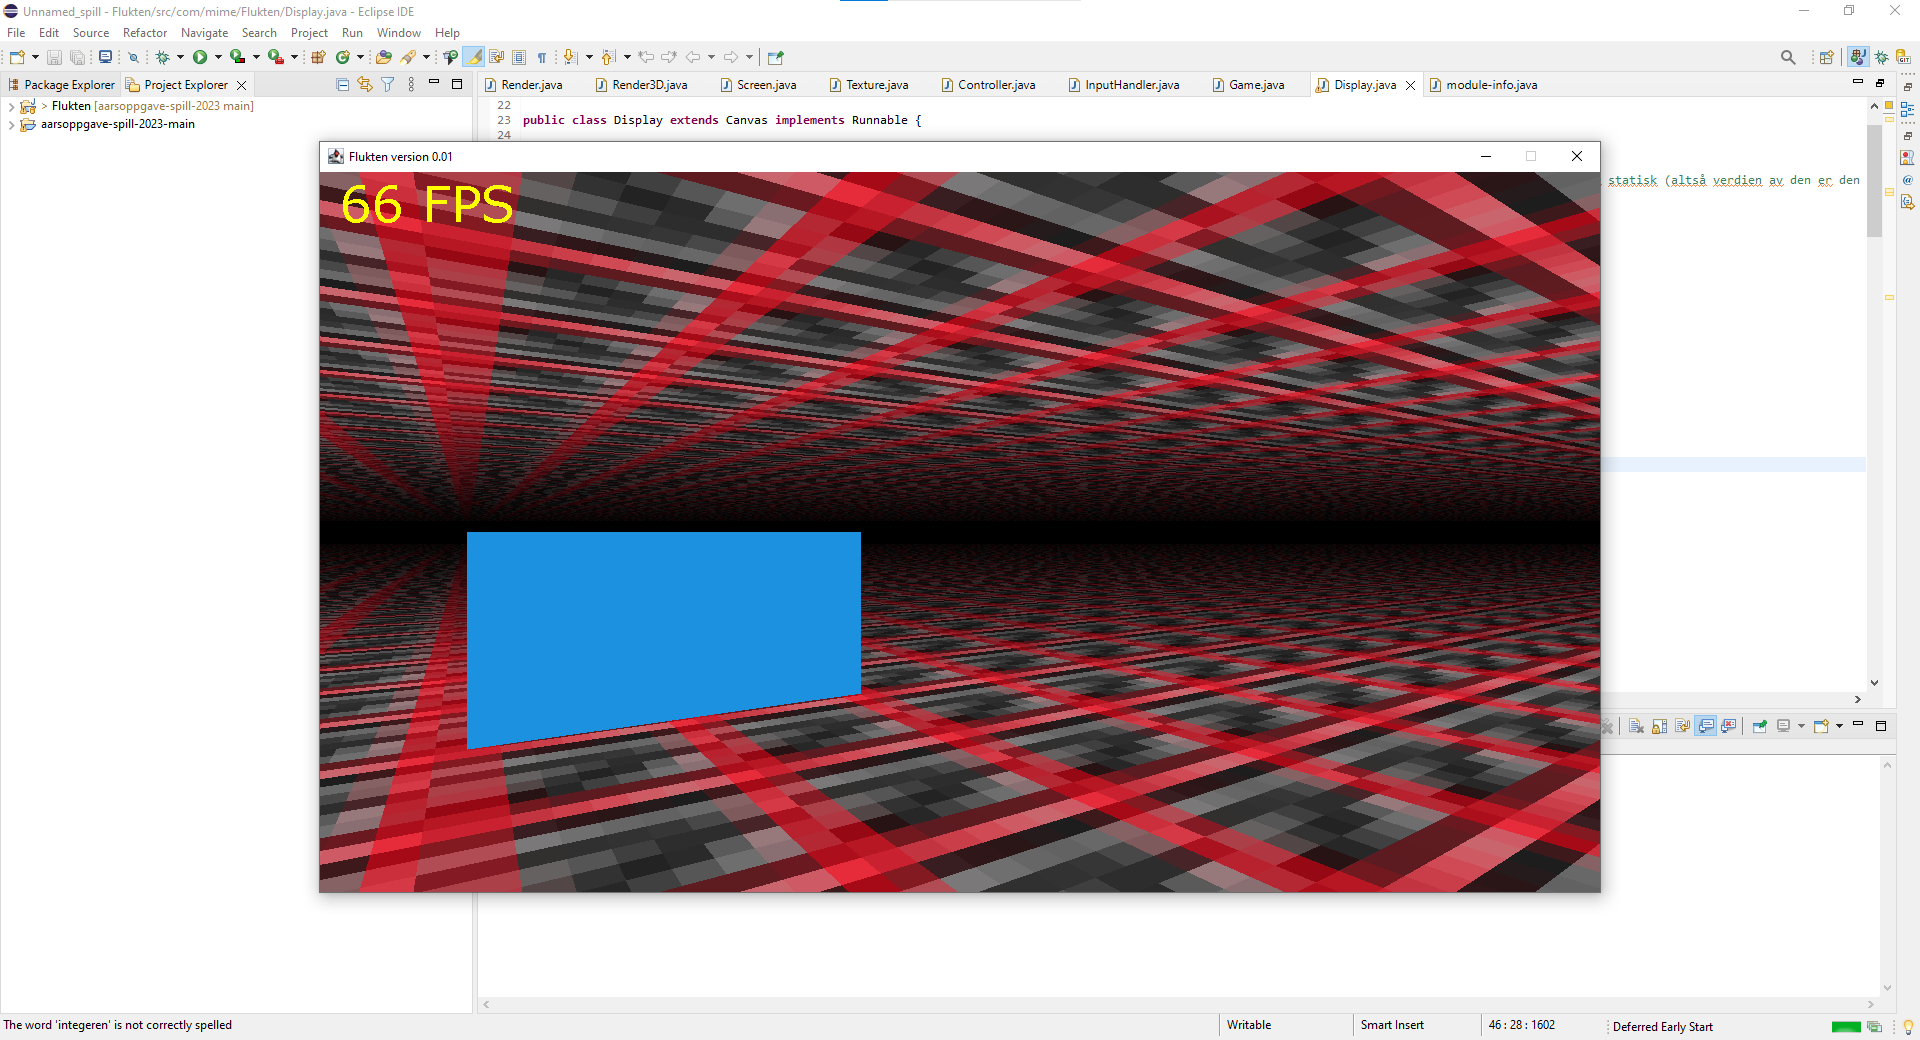 Unnamed_spill - Flukten/src/com/mime/Flukten/Display.java - Eclipse IDE
File Edit Source Refactor Navigate Search Project Run Window Help
Package Explorer Project Explorer
Render.java Render3D.java Screen.java Texture.java Controller.java InputHandler.java Game.java Display.java module-info.java
> Flukten [aarsoppgave-spill-2023 main]
aarsoppgave-spill-2023-main
22
23 public class Display extends Canvas implements Runnable {
24
Flukten version 0.01
statisk (altså verdien av den er den
66 FPS
The word 'integeren' is not correctly spelled
Writable
Smart Insert
46 : 28 : 1602
Deferred Early Start